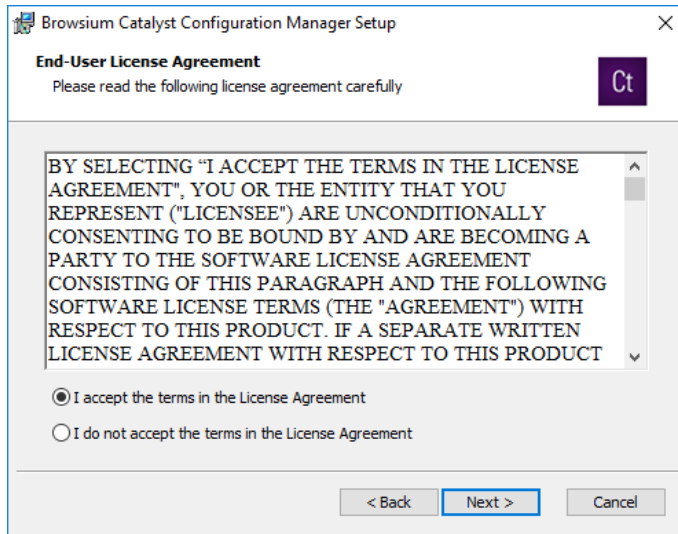 Browsium Catalyst Configuration Manager Setup
End-User License Agreement
Please read the following license agreement carefully
Ct
BY SELECTING “I ACCEPT THE TERMS IN THE LICENSE
AGREEMENT", YOU OR THE ENTITY THAT YOU
REPRESENT ("LICENSEE") ARE UNCONDITIONALLY
CONSENTING TO BE BOUND BY AND ARE BECOMING A
PARTY TO THE SOFTWARE LICENSE AGREEMENT
CONSISTING OF THIS PARAGRAPH AND THE FOLLOWING
SOFTWARE LICENSE TERMS (THE "AGREEMENT") WITH
RESPECT TO THIS PRODUCT. IF A SEPARATE WRITTEN
LICENSE AGREEMENT WITH RESPECT TO THIS PRODUCT
I accept the terms in the License Agreement
I do not accept the terms in the License Agreement
< Back Next > Cancel